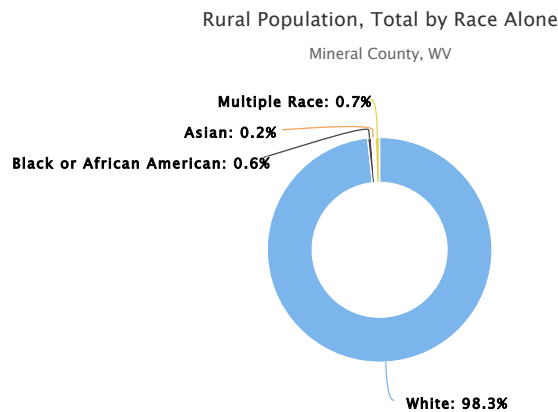 Rural Population, Total by Race Alone
Mineral County, WV
Multiple Race: 0.7%
Asian: 0.2%
Black or African American: 0.6%
White: 98.3%